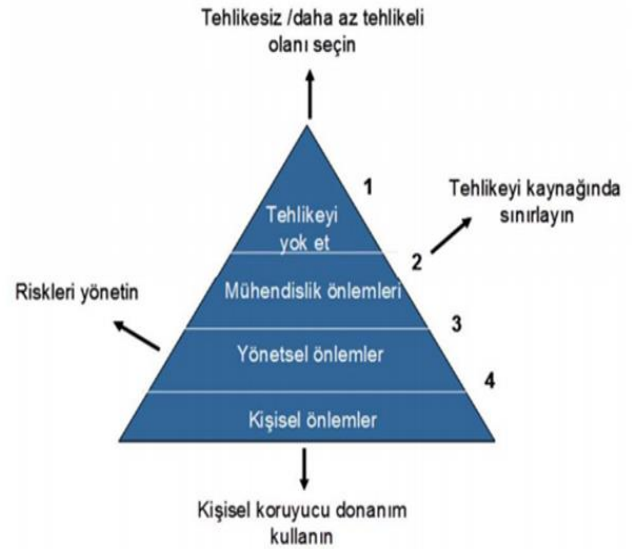 Tehlikesiz /daha az tehlikeli
olanı seçin
1
Tehlikeyi
yok et
Tehlikeyi kaynağında
sınırlayın
2
Mühendislik önlemleri
Riskleri yönetin
3
Yönetsel önlemler
4
Kişisel önlemler
Kişisel koruyucu donanım
kullanın